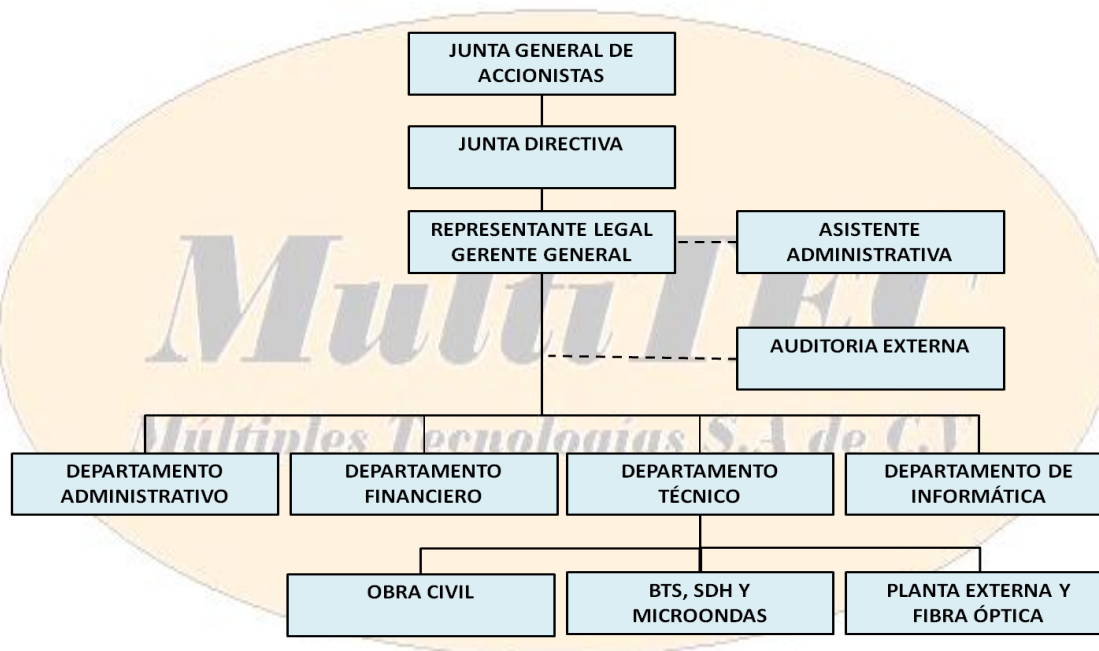 JUNTA GENERAL DE
ACCIONISTAS
JUNTA DIRECTIVA
REPRESENTANTE LEGAL
GERENTE GENERAL
ASISTENTE
ADMINISTRATIVA
AUDITORIA EXTERNA
MultiTEC
Múltiples Tecnologías S.A de C.V
DEPARTAMENTO
ADMINISTRATIVO
DEPARTAMENTO
FINANCIERO
DEPARTAMENTO
TÉCNICO
DEPARTAMENTO DE
INFORMÁTICA
OBRA CIVIL
BTS, SDH Y
MICROONDAS
PLANTA EXTERNA Y
FIBRA ÓPTICA